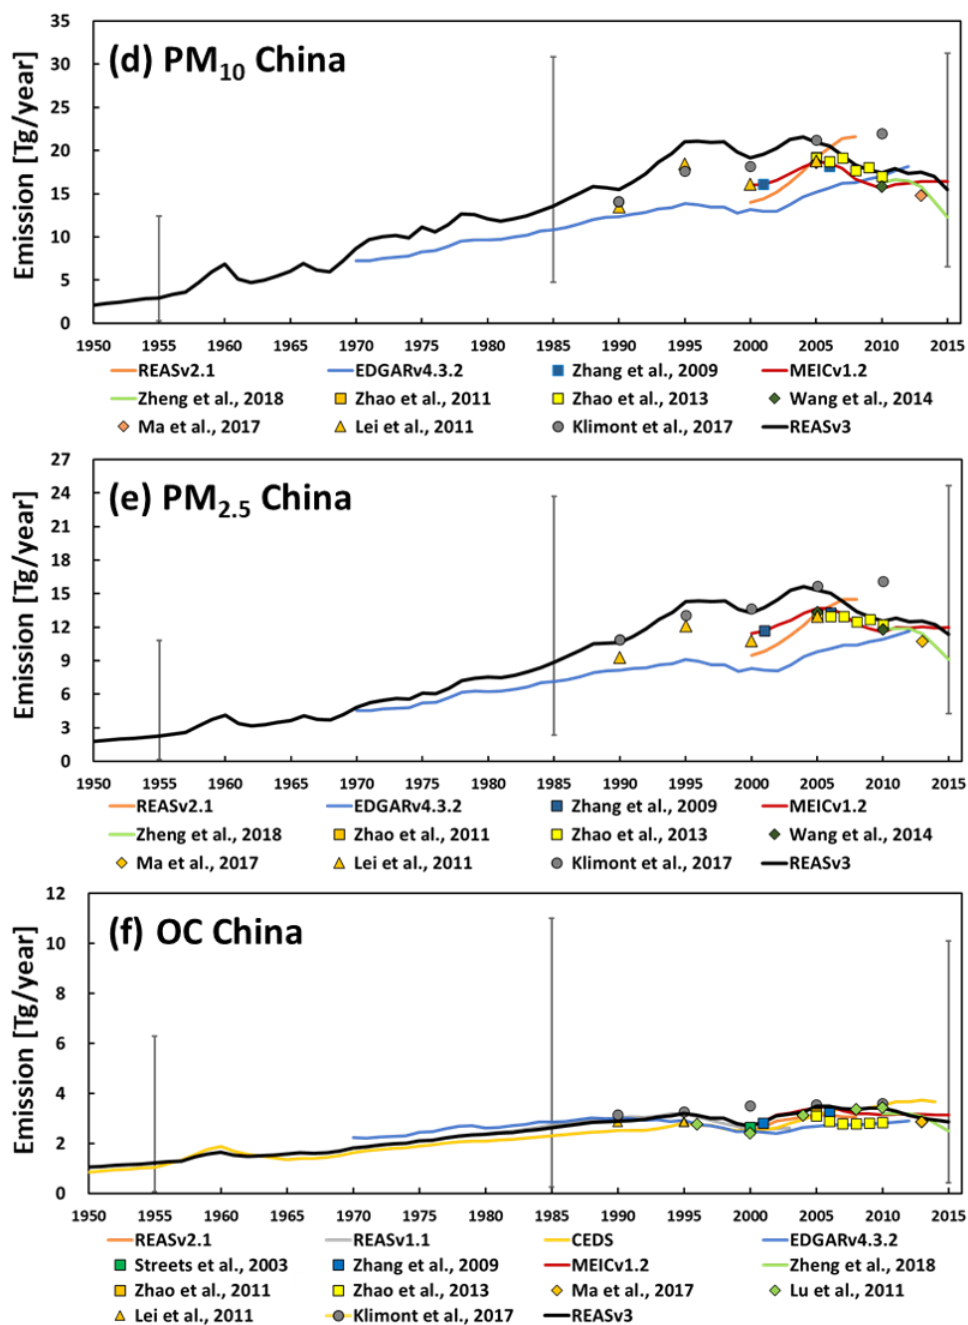 (d) PM10 China
Emission [Tg/year]
35
30
25
20
15
10
5
0
1950 1955 1960 1965 1970 1975 1980 1985 1990 1995 2000 2005 2010 2015
REASv2.1 EDGARv4.3.2 Zhang et al., 2009 MEICv1.2
Zheng et al., 2018 Zhao et al., 2011 Zhao et al., 2013 Wang et al., 2014
Ma et al., 2017 Lei et al., 2011 Klimont et al., 2017 REASv3
(e) PM2.5 China
Emission [Tg/year]
27
24
21
18
15
12
9
6
3
0
1950 1955 1960 1965 1970 1975 1980 1985 1990 1995 2000 2005 2010 2015
REASv2.1 EDGARv4.3.2 Zhang et al., 2009 MEICv1.2
Zheng et al., 2018 Zhao et al., 2011 Zhao et al., 2013 Wang et al., 2014
Ma et al., 2017 Lei et al., 2011 Klimont et al., 2017 REASv3
(f) OC China
Emission [Tg/year]
12
10
8
6
4
2
0
1950 1955 1960 1965 1970 1975 1980 1985 1990 1995 2000 2005 2010 2015
REASv2.1 REASv1.1 CEDS EDGARv4.3.2
Streets et al., 2003 Zhang et al., 2009 MEICv1.2 Zheng et al., 2018
Zhao et al., 2011 Zhao et al., 2013 Ma et al., 2017 Lu et al., 2011
Lei et al., 2011 Klimont et al., 2017 REASv3